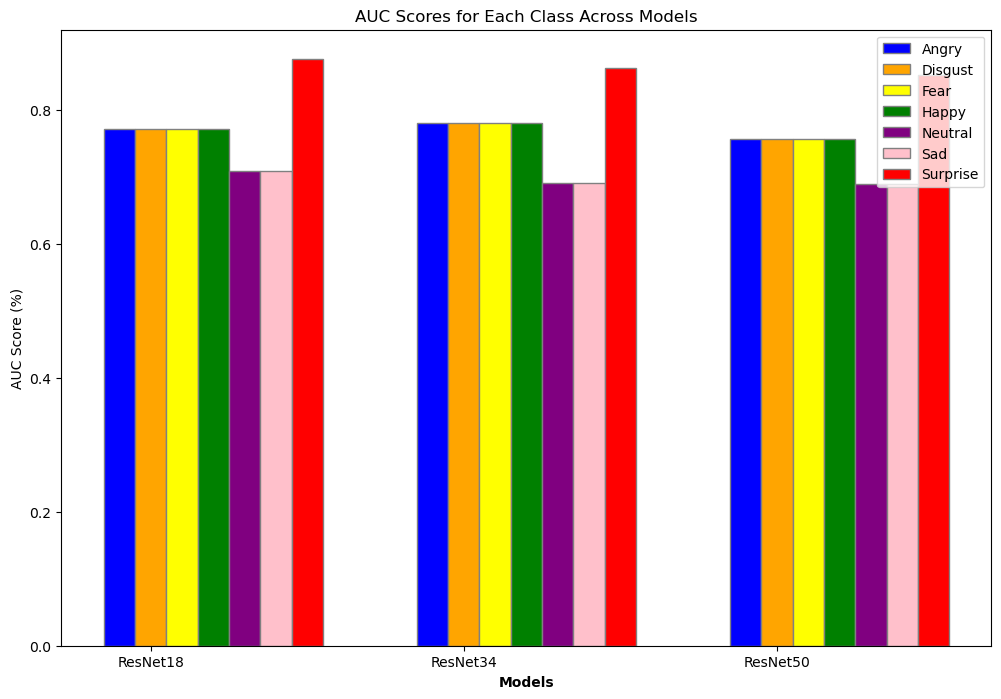 AUC Scores for Each Class Across Models
Angry
Disgust
Fear
Happy
Neutral
Sad
Surprise
AUC Score (%)
0.8
0.6
0.4
0.2
0.0
ResNet18 ResNet34 ResNet50
Models